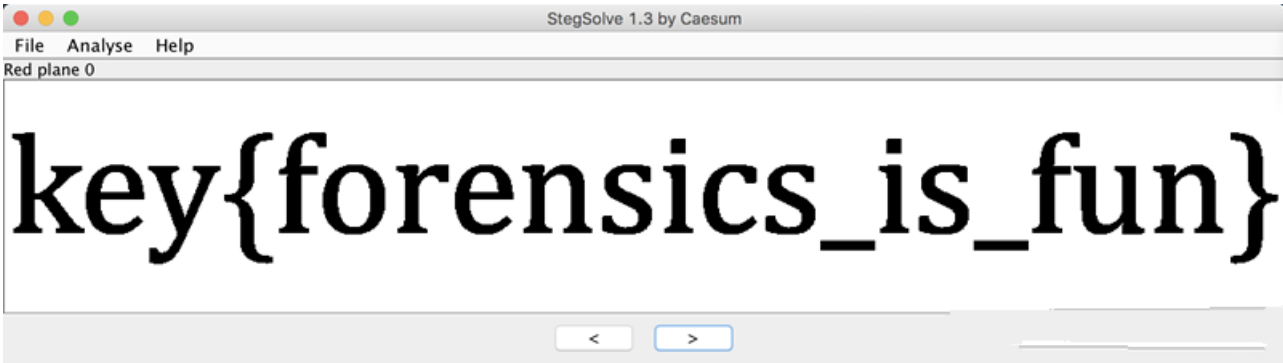 StegSolve 1.3 by Caesum
File Analyse Help
Red plane 0
key{forensics_is_fun}
< >